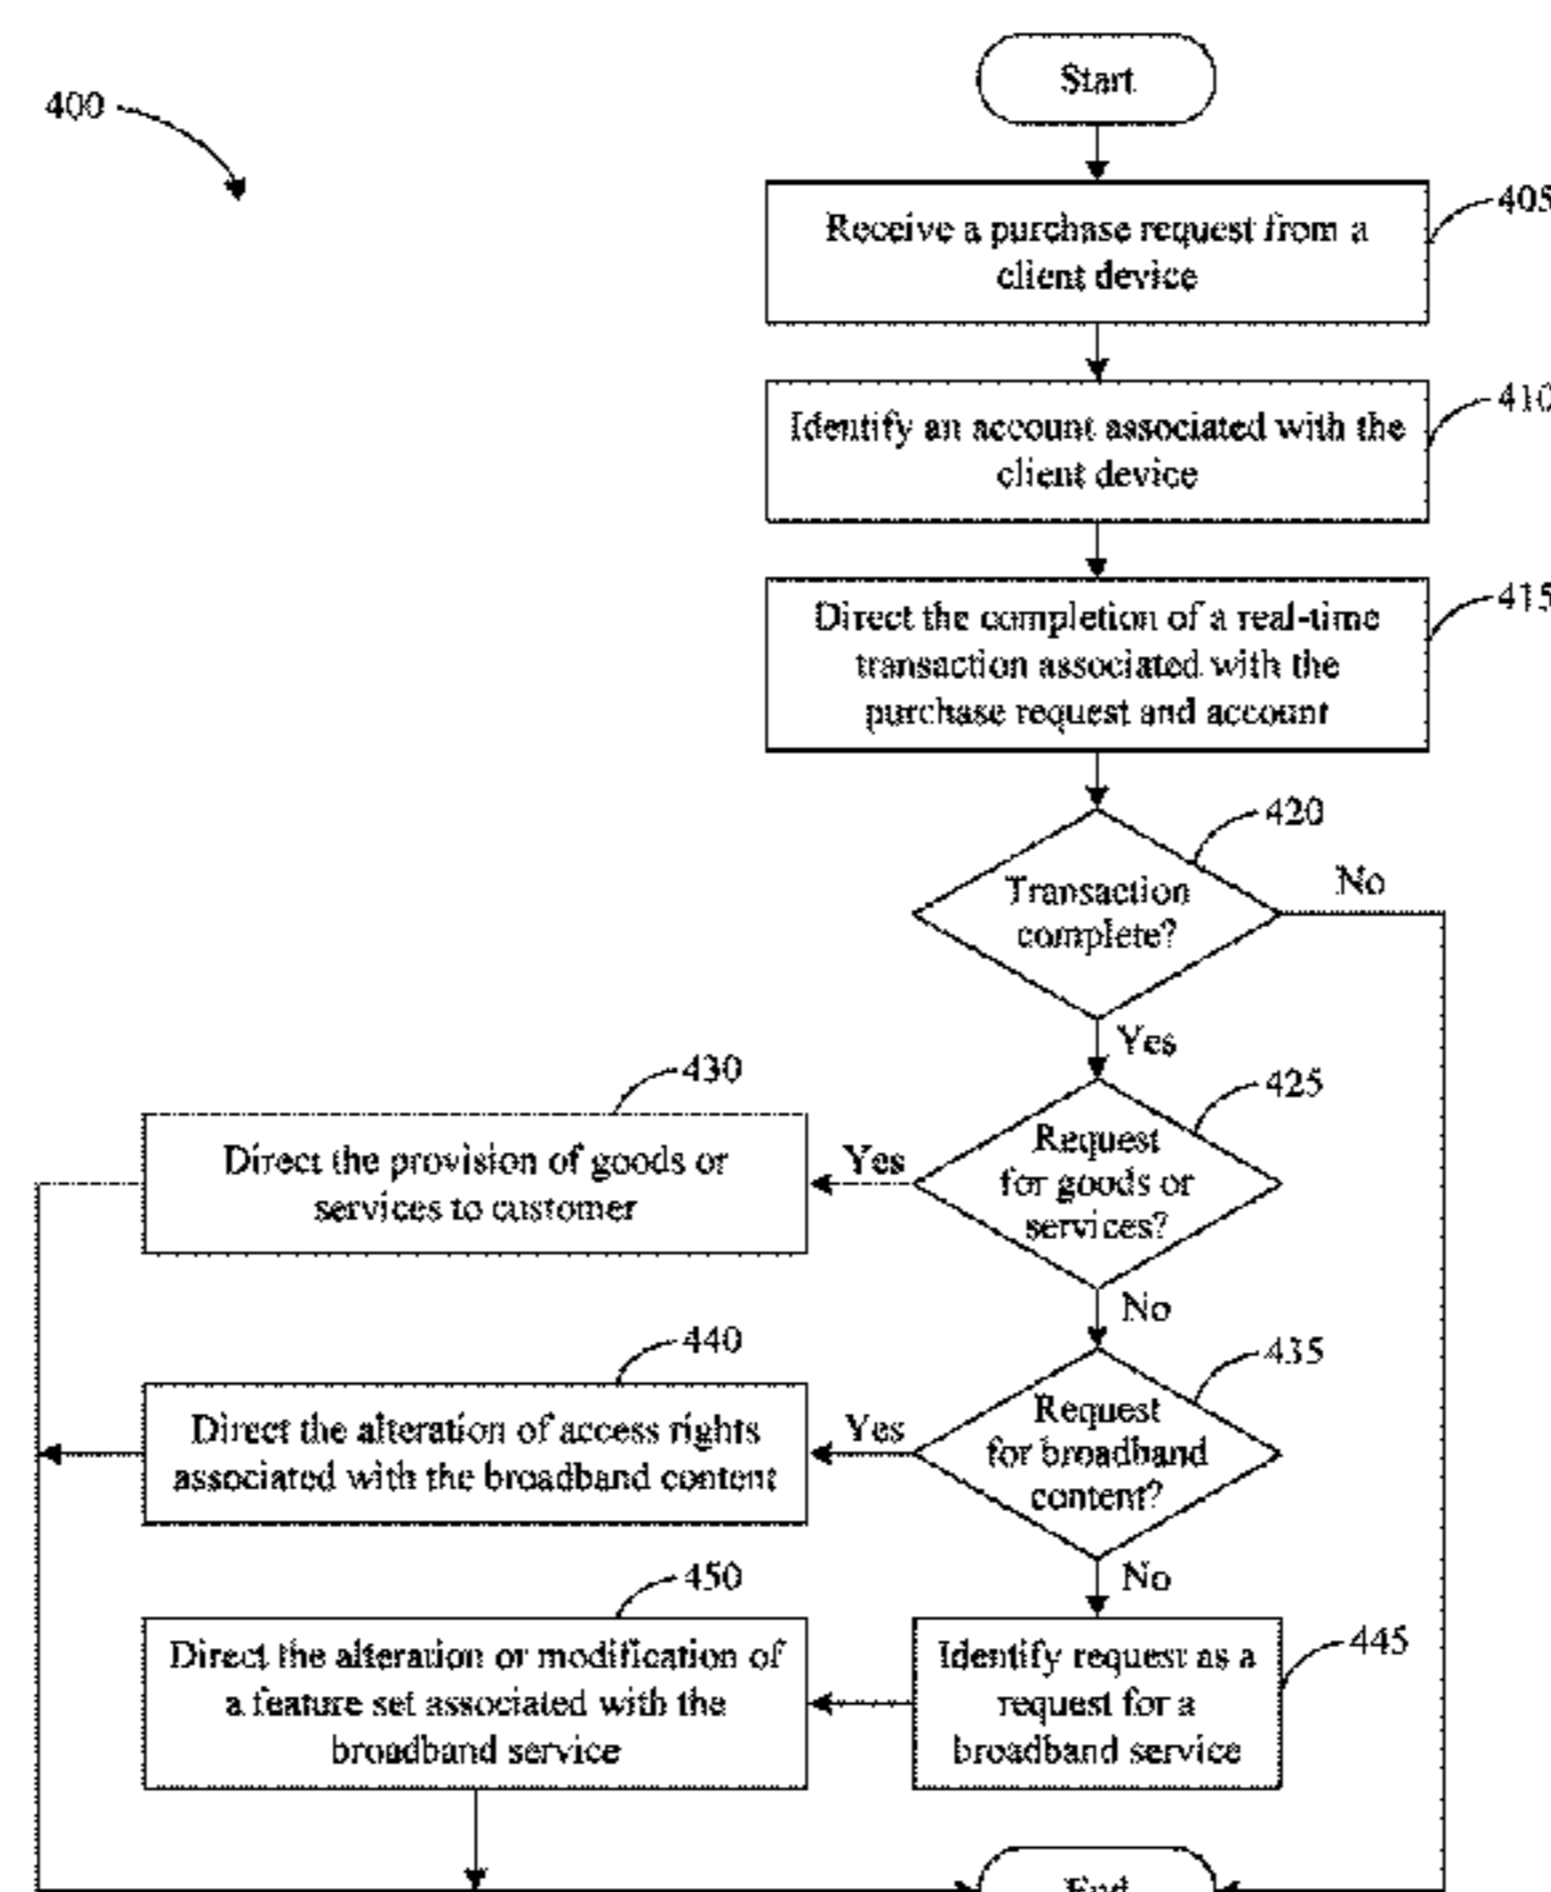 400
Start
405
Receive a purchase request from a
client device
410
Identify an account associated with the
client device
415
Direct the completion of a real-time
transaction associated with the
purchase request and account
420
Transaction
complete?
No
Yes
425
Request
for goods or
services?
Yes
430
Direct the provision of goods or
services to customer
No
435
Request
for broadband
content?
Yes
440
Direct the alteration of access rights
associated with the broadband content
No
445
Identify request as a
request for a
broadband service
450
Direct the alteration or modification of
a feature set associated with the
broadband service
End